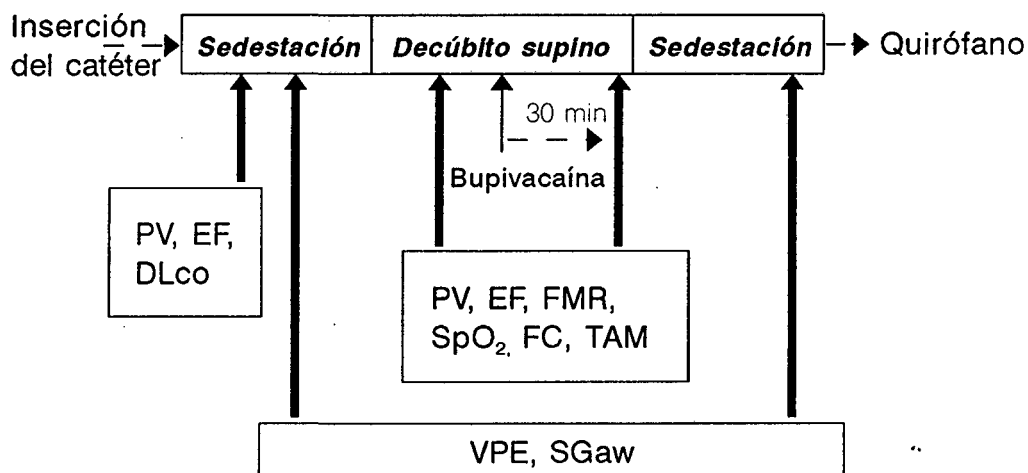 Inserción
del catéter
Sedestación
Decúbito supino
Sedestación
Quirófano
30 min
Bupivacaína
PV, EF,
DLco
PV, EF, FMR,
SpO₂, FC, TAM
VPE, SGaw